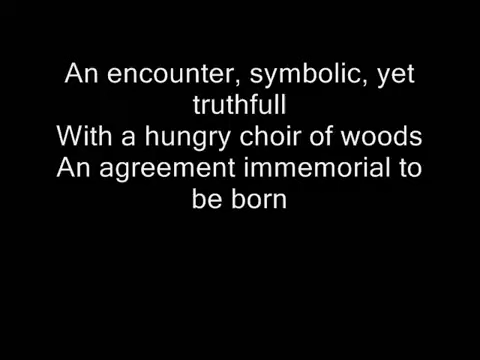 An encounter, symbolic, yet
truthfull
With a hungry choir of woods
An agreement immemorial to
be born